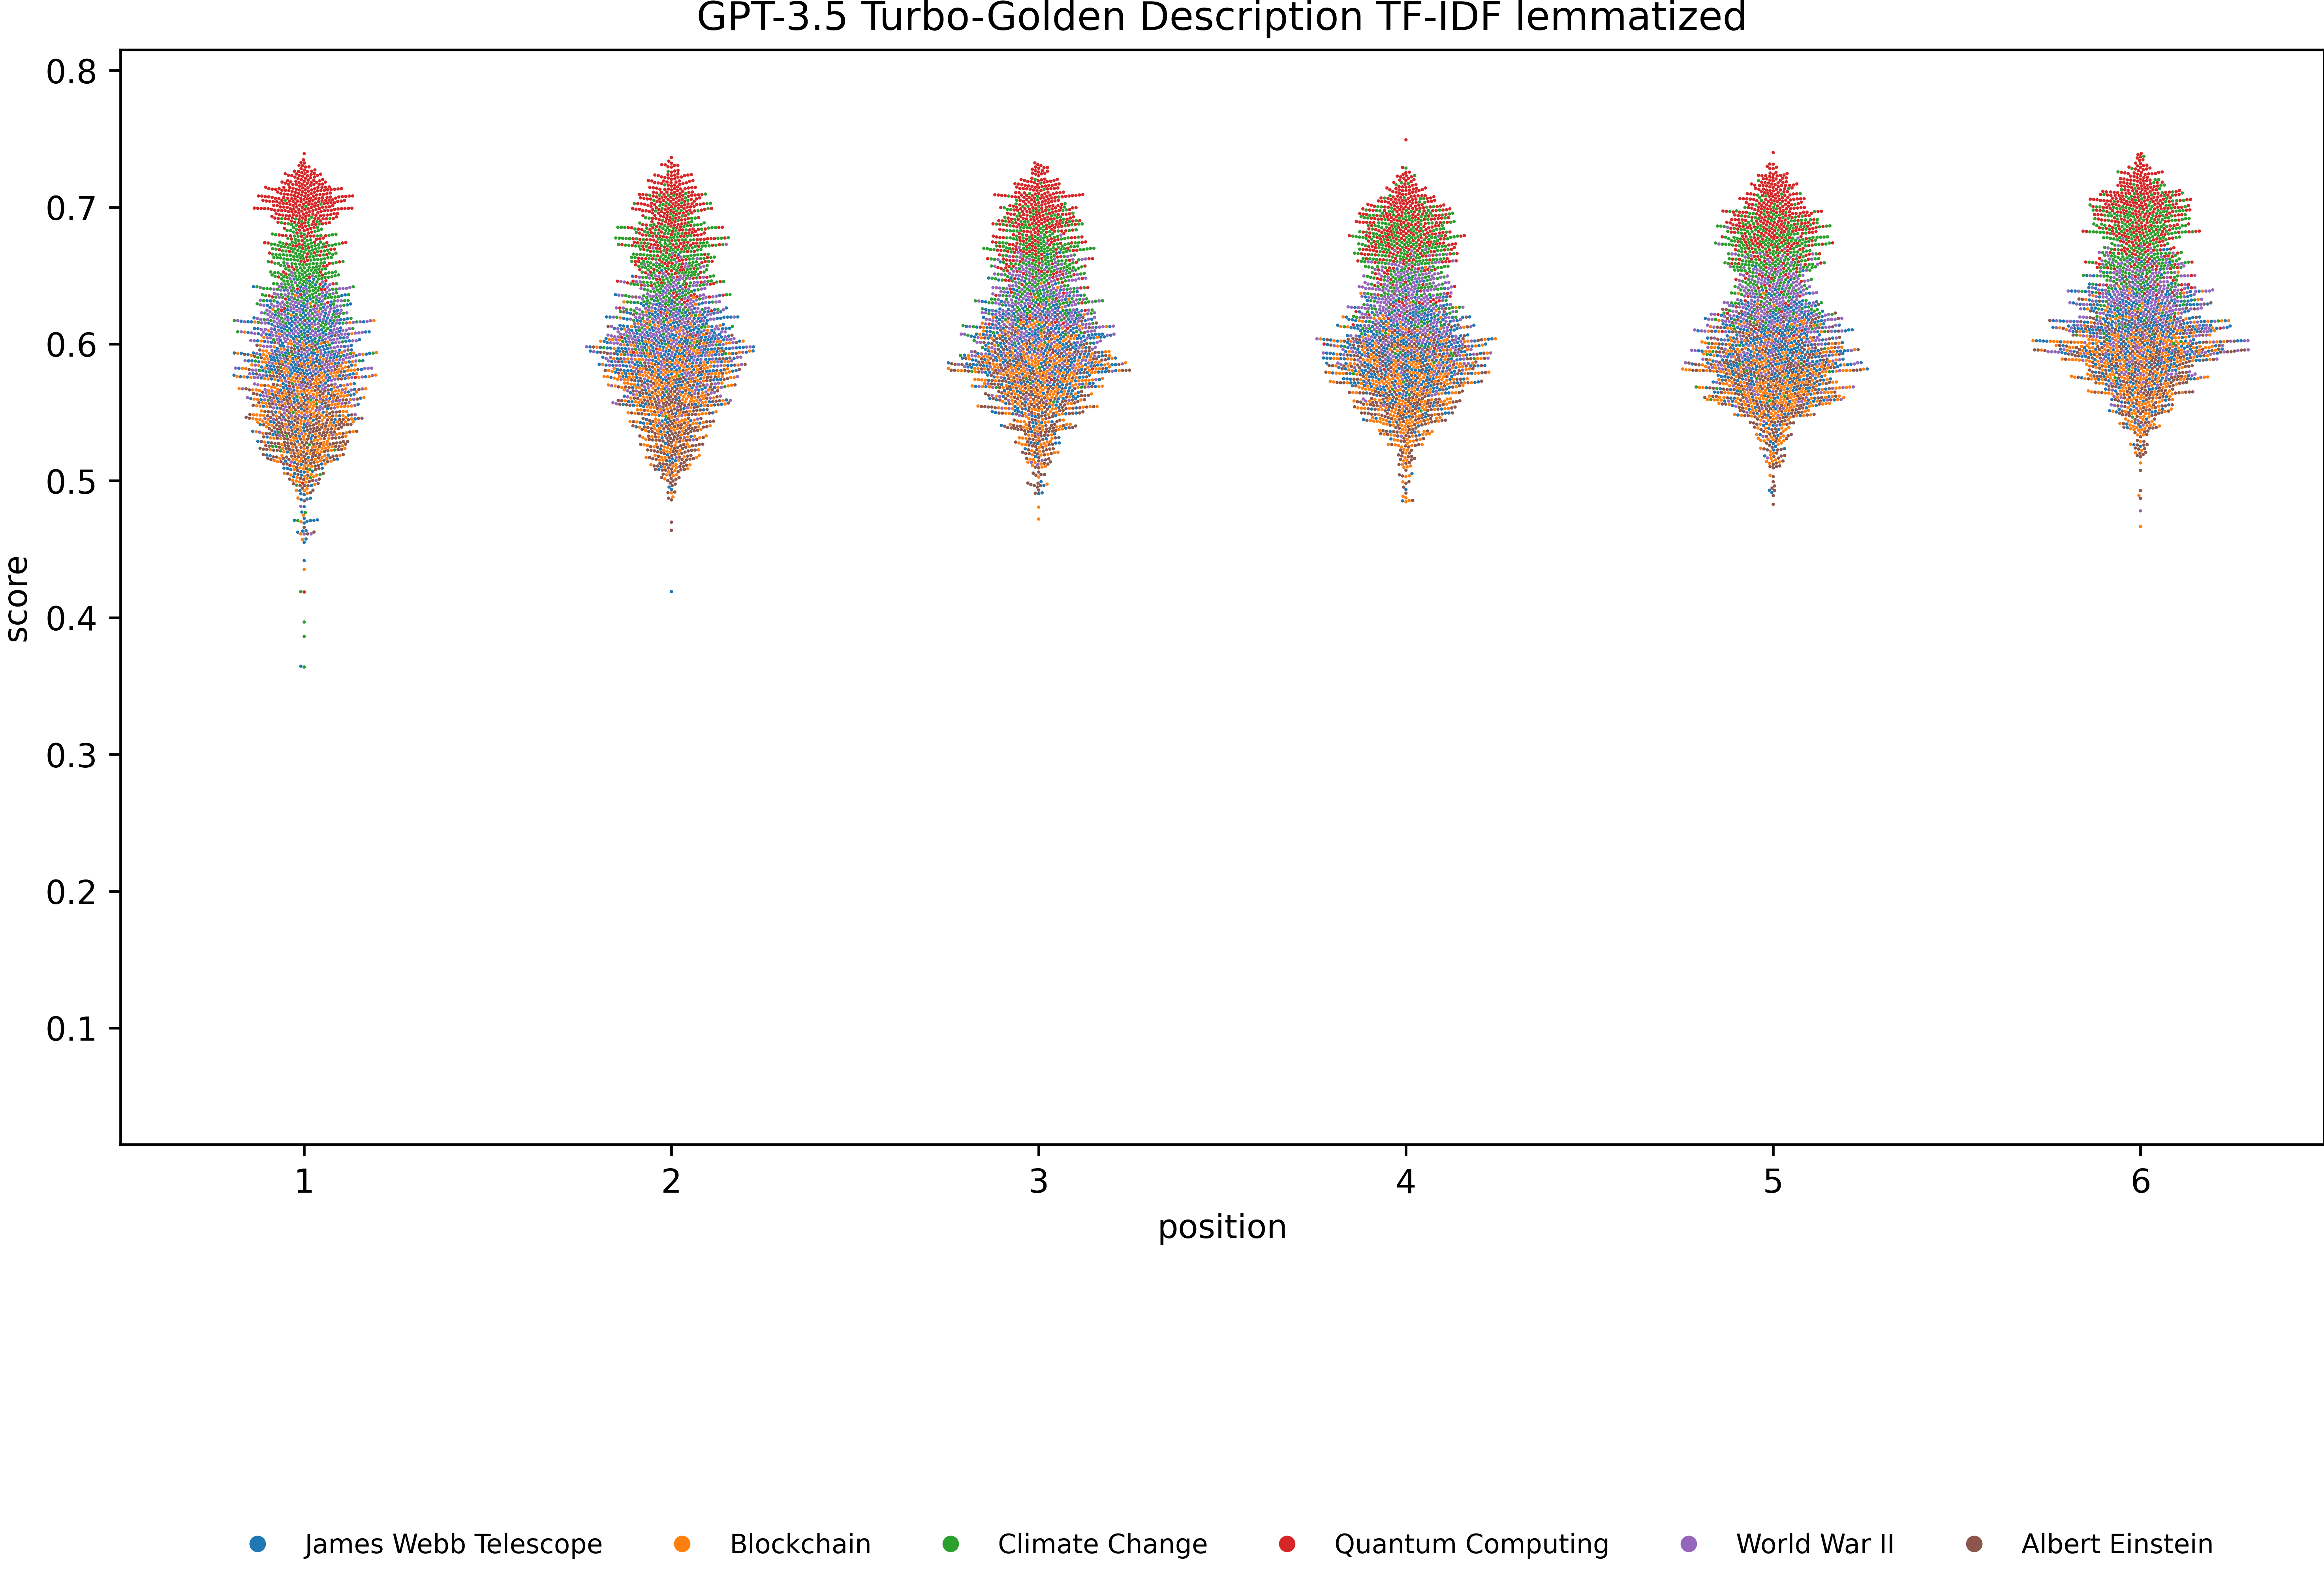 GPT-3.5 Turbo-Golden Description TF-IDF lemmatized
0.8
0.7
0.6
0.5
0.4
0.3
0.2
0.1
score
1 2 3 4 5 6
position
James Webb Telescope Blockchain Climate Change Quantum Computing World War II Albert Einstein